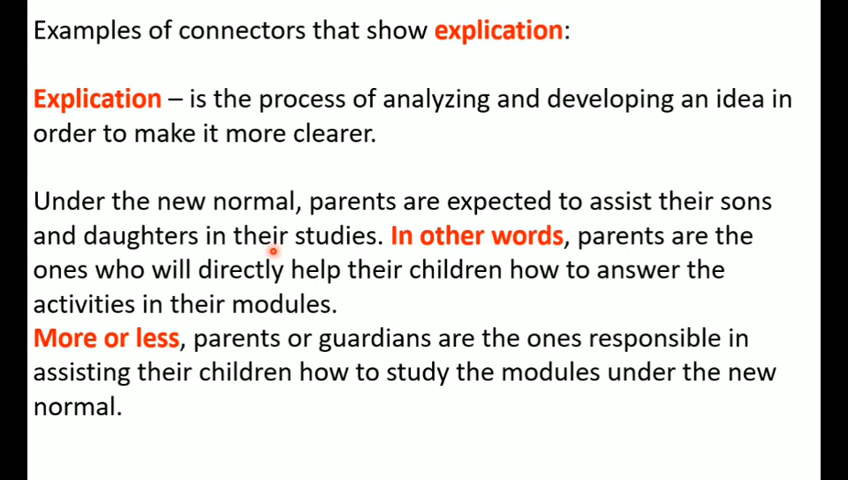 Examples of connectors that show explication:
Explication – is the process of analyzing and developing an idea in
order to make it more clearer.
Under the new normal, parents are expected to assist their sons
and daughters in their studies. In other words, parents are the
ones who will directly help their children how to answer the
activities in their modules.
More or less, parents or guardians are the ones responsible in
assisting their children how to study the modules under the new
normal.